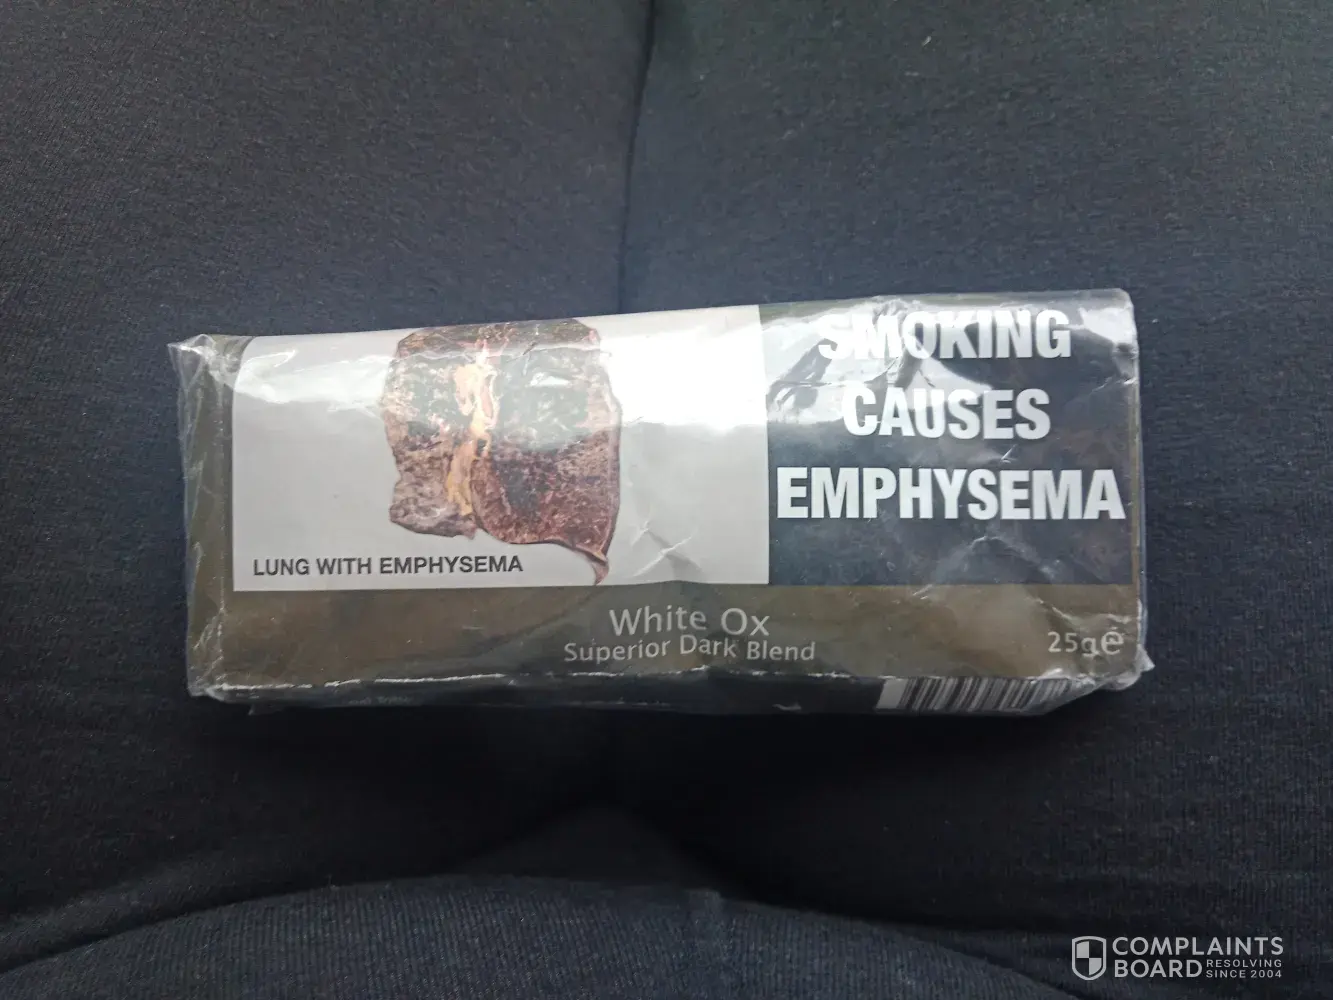 SMOKING
CAUSES
EMPHYSEMA
LUNG WITH EMPHYSEMA
White Ox
Superior Dark Blend
25g℮
COMPLAINTS
BOARD RESOLVING
SINCE 2004